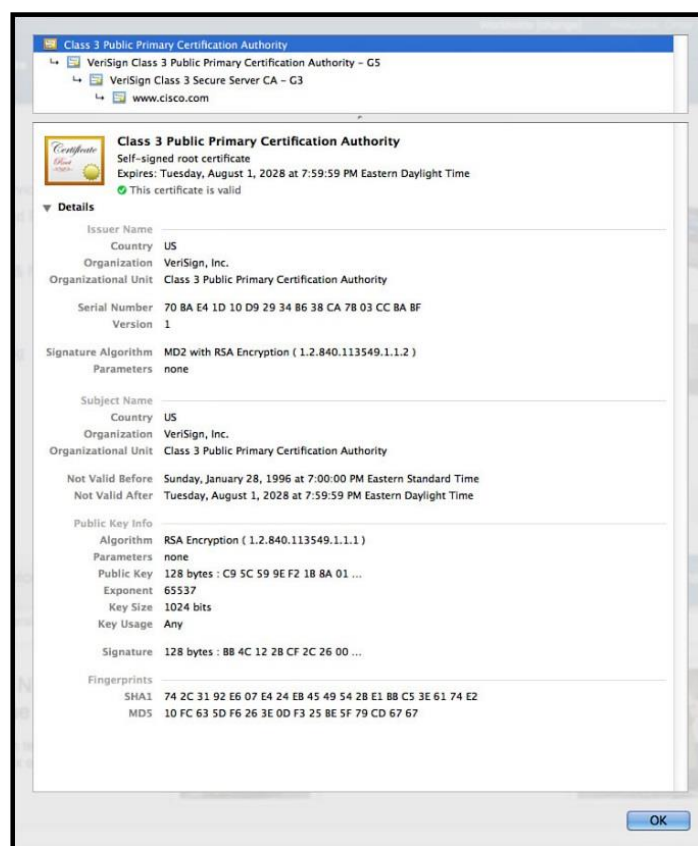 Class 3 Public Primary Certification Authority
VeriSign Class 3 Public Primary Certification Authority - G5
VeriSign Class 3 Secure Server CA - G3
www.cisco.com
Certificate
Root
Class 3 Public Primary Certification Authority
Self-signed root certificate
Expires: Tuesday, August 1, 2028 at 7:59:59 PM Eastern Daylight Time
This certificate is valid
Details
Issuer Name
Country US
Organization VeriSign, Inc.
Organizational Unit Class 3 Public Primary Certification Authority
Serial Number 70 BA E4 1D 10 D9 29 34 B6 38 CA 7B 03 CC BA BF
Version 1
Signature Algorithm MD2 with RSA Encryption ( 1.2.840.113549.1.1.2 )
Parameters none
Subject Name
Country US
Organization VeriSign, Inc.
Organizational Unit Class 3 Public Primary Certification Authority
Not Valid Before Sunday, January 28, 1996 at 7:00:00 PM Eastern Standard Time
Not Valid After Tuesday, August 1, 2028 at 7:59:59 PM Eastern Daylight Time
Public Key Info
Algorithm RSA Encryption ( 1.2.840.113549.1.1.1 )
Parameters none
Public Key 128 bytes : C9 5C 59 9E F2 1B 8A 01 ...
Exponent 65537
Key Size 1024 bits
Key Usage Any
Signature 128 bytes : BB 4C 12 2B CF 2C 26 00 ...
Fingerprints
SHA1 74 2C 31 92 E6 07 E4 24 EB 45 49 54 2B E1 BB C5 3E 61 74 E2
MD5 10 FC 63 5D F6 26 3E 0D F3 25 BE 5F 79 CD 67 67
OK